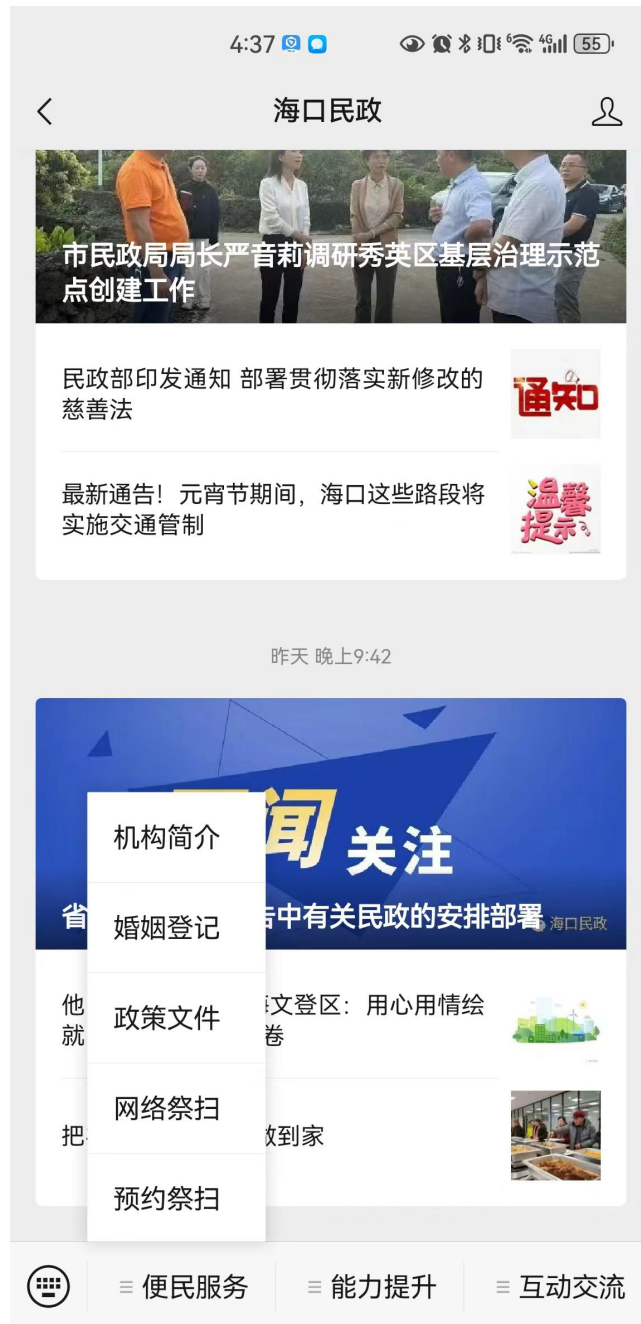 4:37
6
4G
55
海口民政
市民政局局长严音莉调研秀英区基层治理示范
点创建工作
民政部印发通知 部署贯彻落实新修改的
慈善法
通知
最新通告！元宵节期间，海口这些路段将
实施交通管制
温馨
提示
昨天 晚上9:42
闻 关注
省
告中有关民政的安排部署
海口民政
他
文登区：用心用情绘
就
卷
把
做到家
机构简介
婚姻登记
政策文件
网络祭扫
预约祭扫
便民服务
能力提升
互动交流